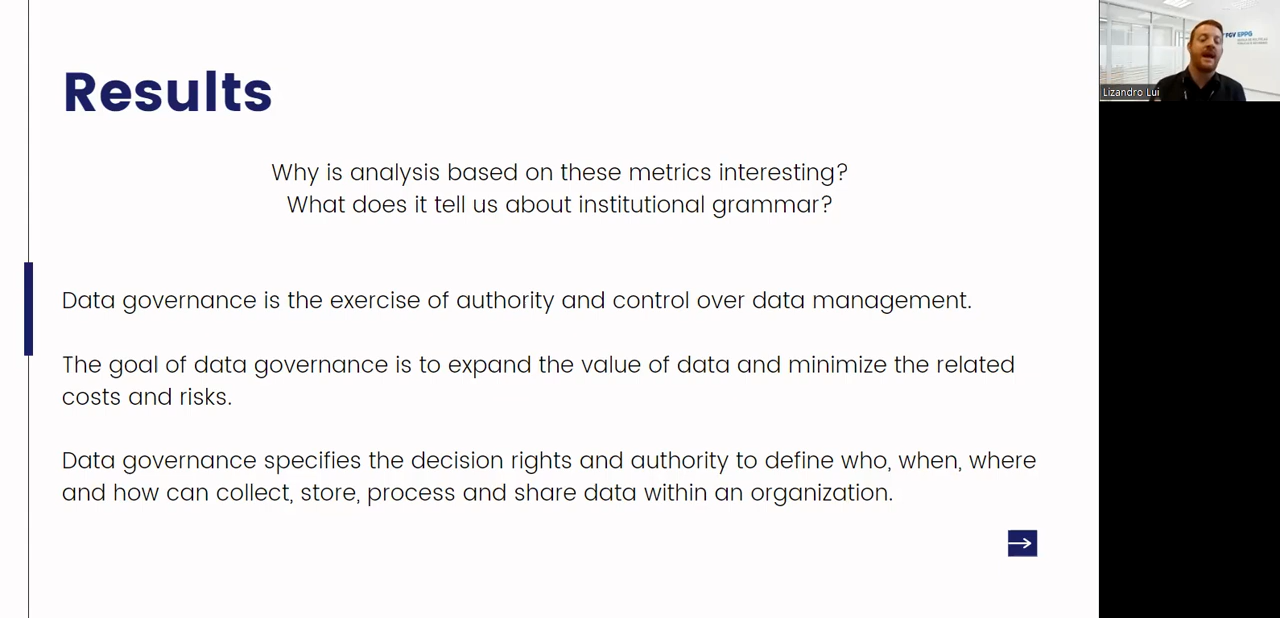 Results
Why is analysis based on these metrics interesting?
What does it tell us about institutional grammar?
Data governance is the exercise of authority and control over data management.
The goal of data governance is to expand the value of data and minimize the related
costs and risks.
Data governance specifies the decision rights and authority to define who, when, where
and how can collect, store, process and share data within an organization.
FGV EPPG
Lizandro Lui